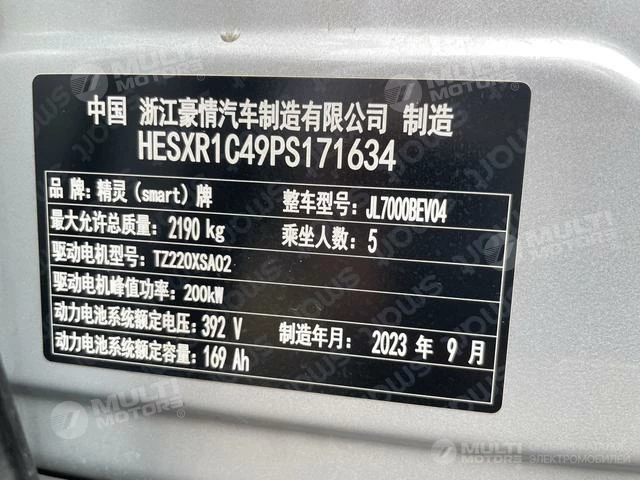 中国 浙江豪情汽车制造有限公司 制造
HESXR1C49PS171634
品 牌: 精灵 (smart) 牌 整车型号: JL7000BEV04
最大允许总质量: 2190 kg 乘坐人数: 5
驱动电机型号: TZ220XSA02
驱动电机峰值功率: 200kW
动力电池系统额定电压: 392 V 制造年月: 2023 年 9 月
动力电池系统额定容量: 169 Ah
MULTI MOTORS
ЭЛЕКТРОМОБИЛЕЙ